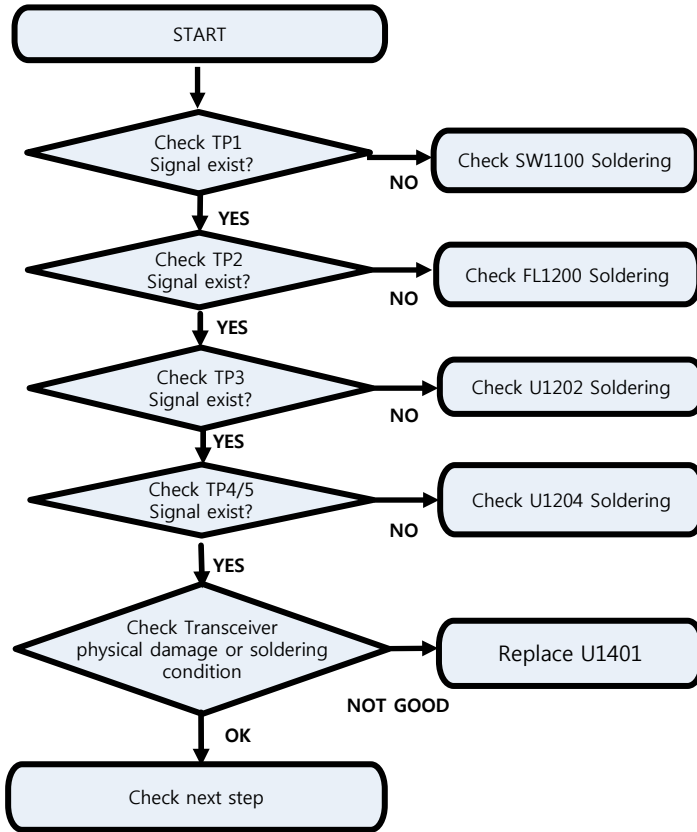 START
Check TP1
Signal exist?
Check SW1100 Soldering
NO
YES
Check TP2
Signal exist?
Check FL1200 Soldering
NO
YES
Check TP3
Signal exist?
Check U1202 Soldering
NO
YES
Check TP4/5
Signal exist?
Check U1204 Soldering
NO
YES
Check Transceiver
physical damage or soldering
condition
Replace U1401
NOT GOOD
OK
Check next step